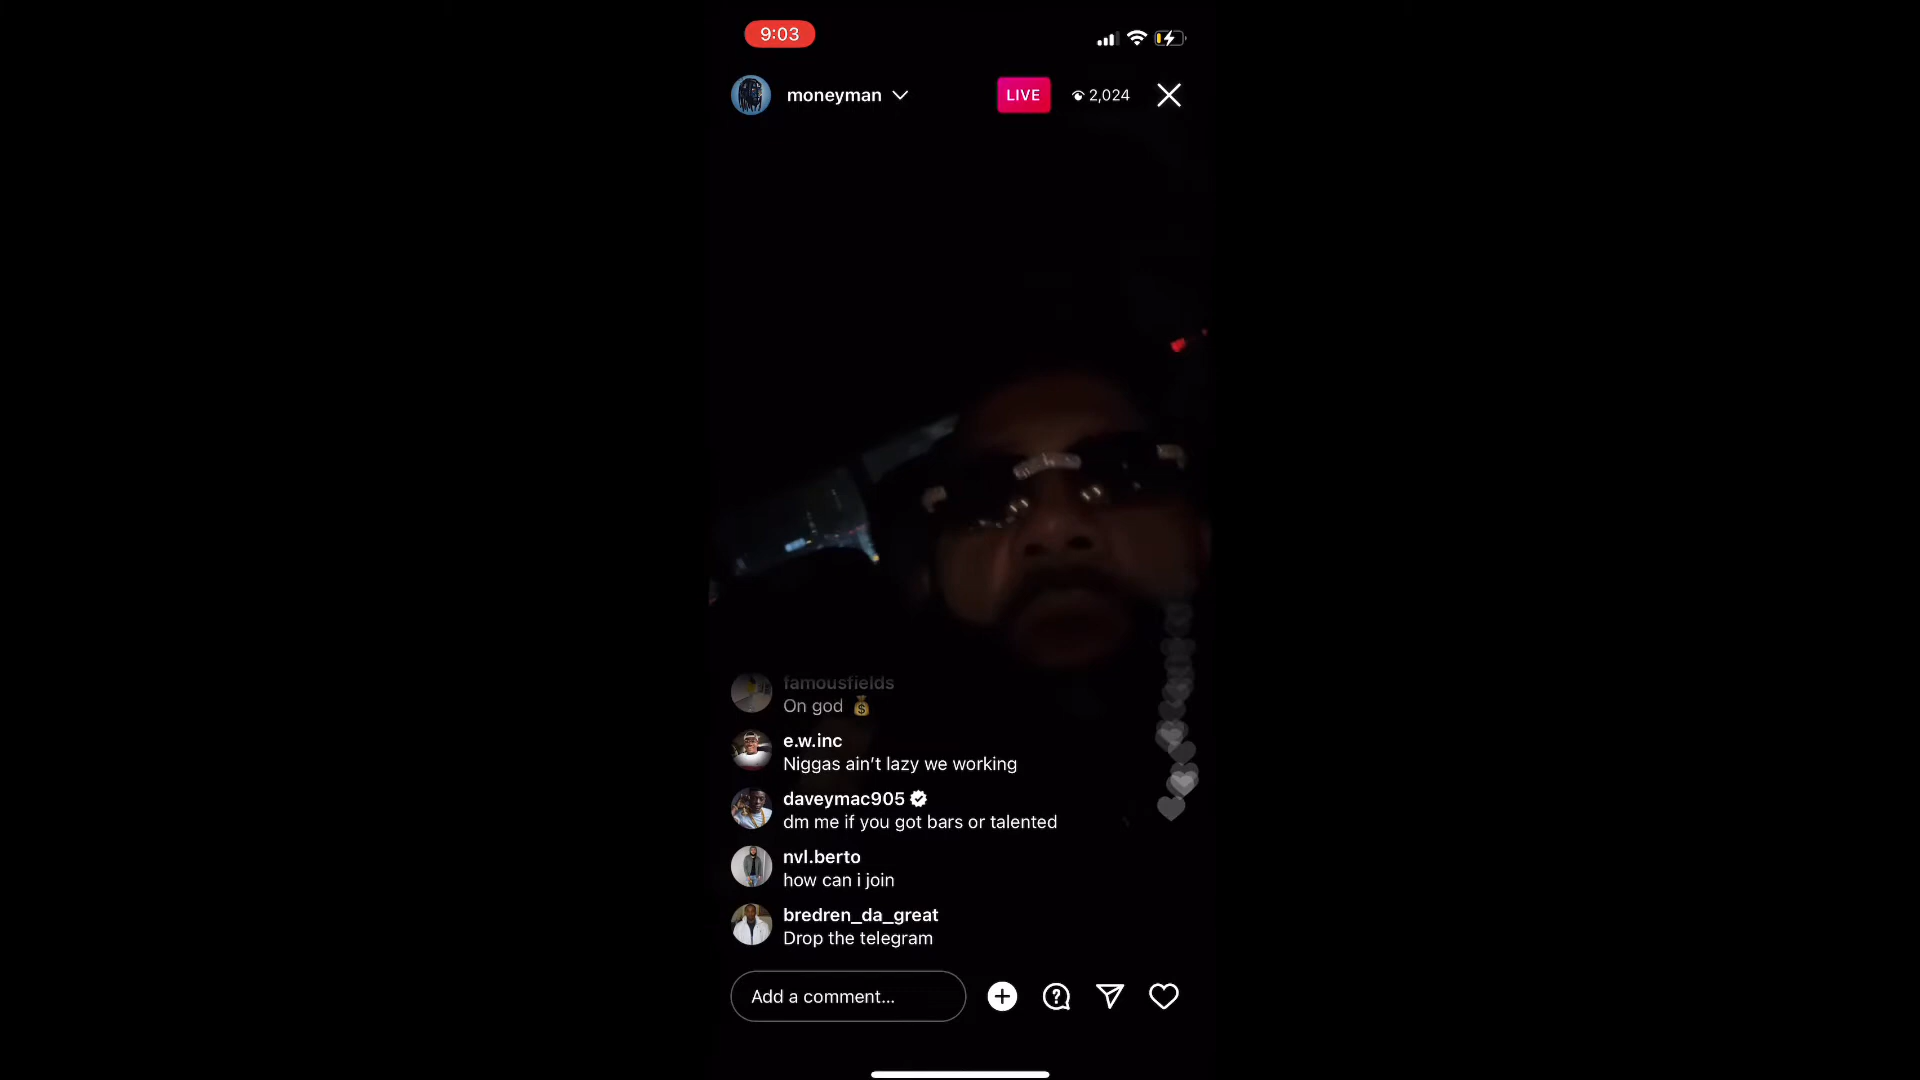 9:03
moneyman
LIVE
2,024
famousfields
On god
e.w.inc
Niggas ain’t lazy we working
daveymac905
dm me if you got bars or talented
nvl.berto
how can i join
bredren_da_great
Drop the telegram
Add a comment...